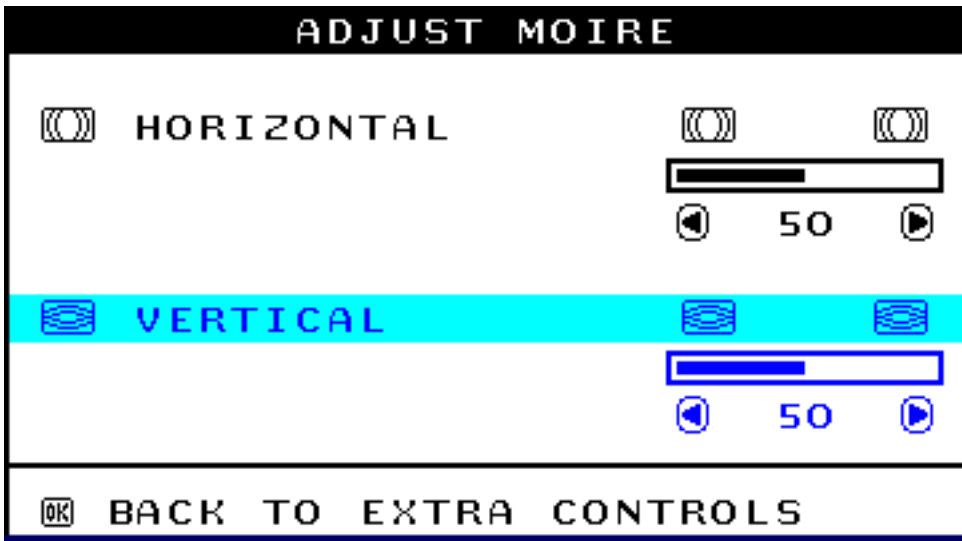 ADJUST MOIRE
HORIZONTAL
50
VERTICAL
50
OK BACK TO EXTRA CONTROLS